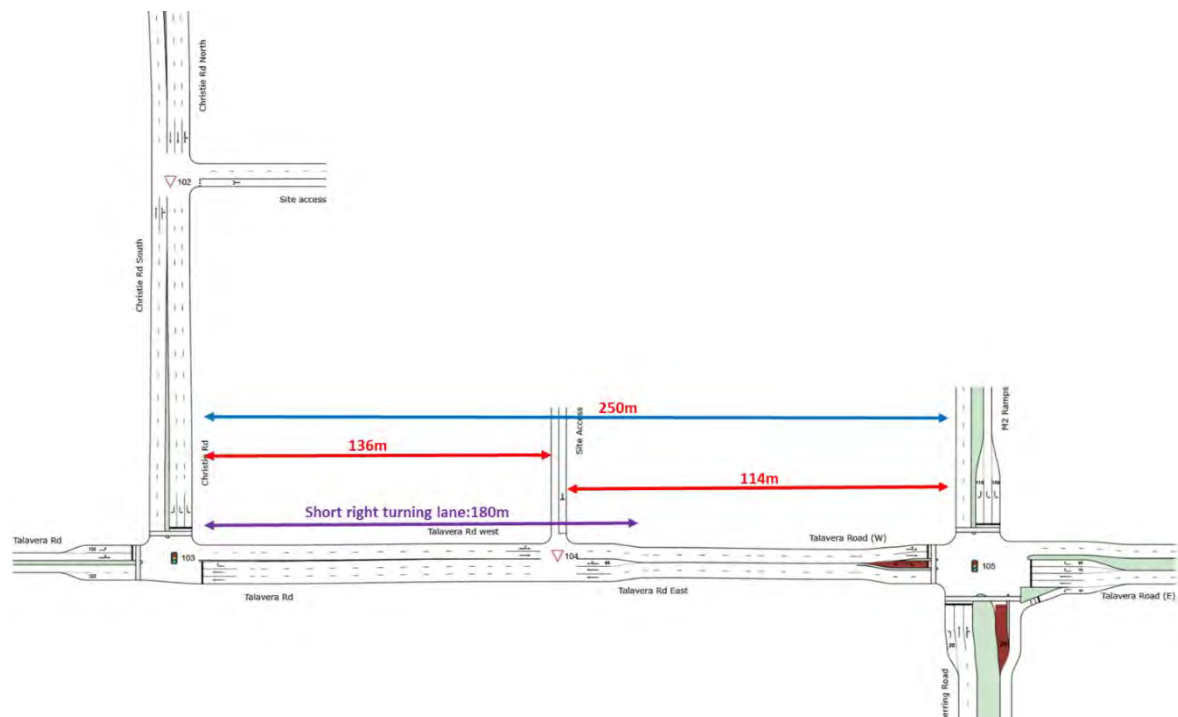 Christie Rd North
102
Site access
Christie Rd South
250m
M2 Ramps
136m
Site Access
Christie Rd
114m
Short right turning lane:180m
Talavera Rd
Talavera Rd west
Talavera Road (W)
103
104
105
Talavera Rd
Talavera Rd East
Talavera Road (E)
erring Road